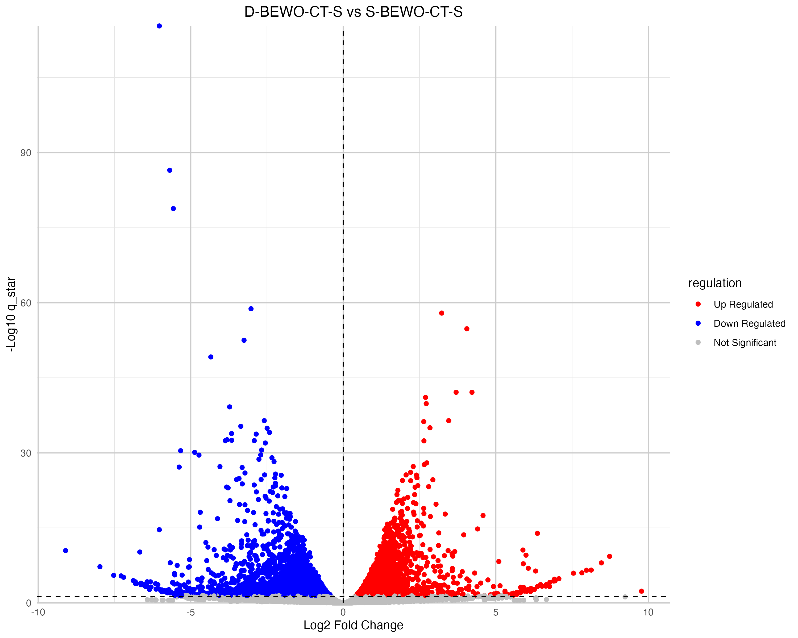 D-BEWO-CT-S vs S-BEWO-CT-S
-Log10 q_star
90
60
30
0
-10
-5
0
5
10
Log2 Fold Change
regulation
Up Regulated
Down Regulated
Not Significant